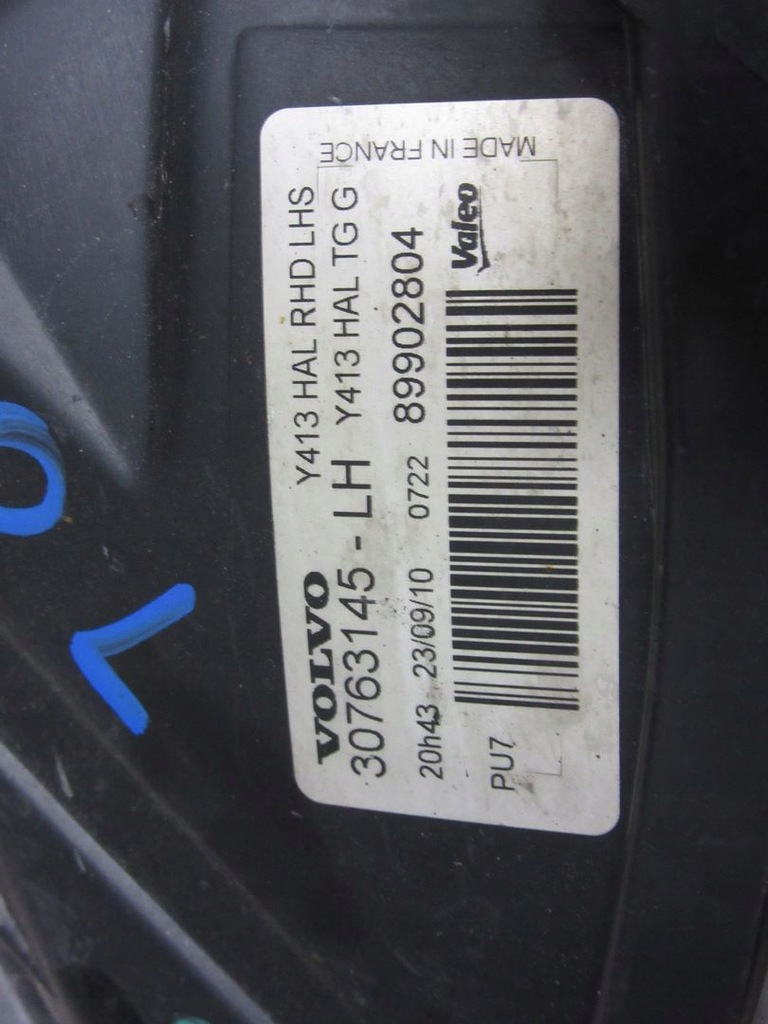 VOLVO Y413 HAL RHD LHS
30763145 - LH Y413 HAL TG G
20h43 23/09/10 0722 89902804
PU7
Valeo
MADE IN FRANCE
OL